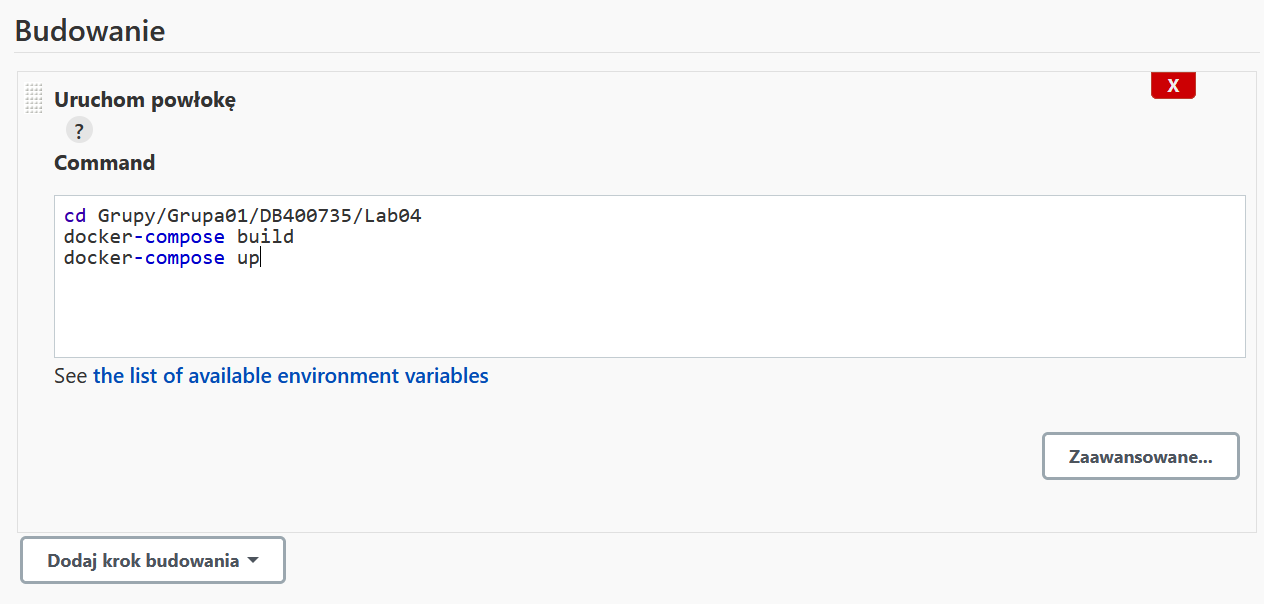 Budowanie
X
Uruchom powłokę
?
Command
cd Grupy/Grupa01/DB400735/Lab04
docker-compose build
docker-compose up
See the list of available environment variables
Zaawansowane...
Dodaj krok budowania